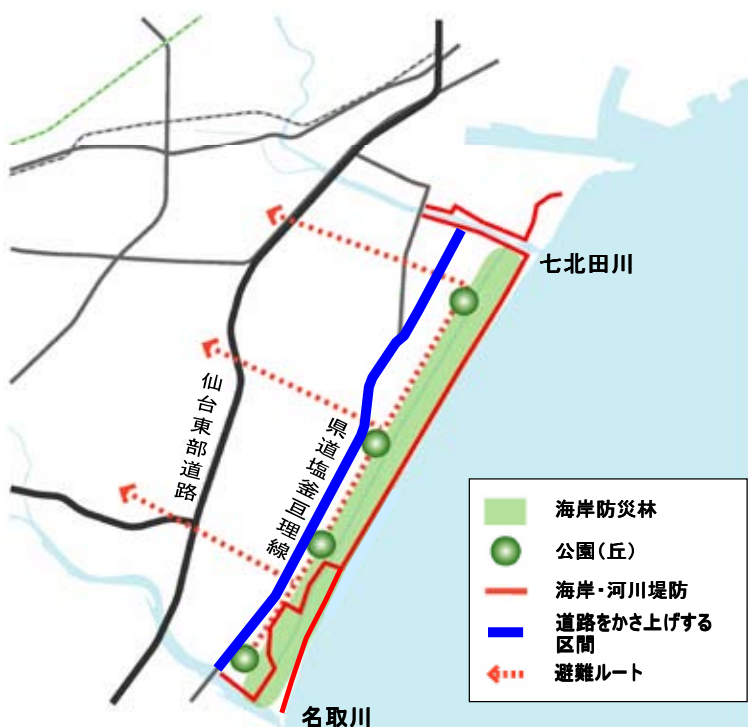 七北田川
仙台東部道路
県道塩釜亘理線
名取川
海岸防災林
公園(丘)
海岸・河川堤防
道路をかさ上げする
区間
避難ルート